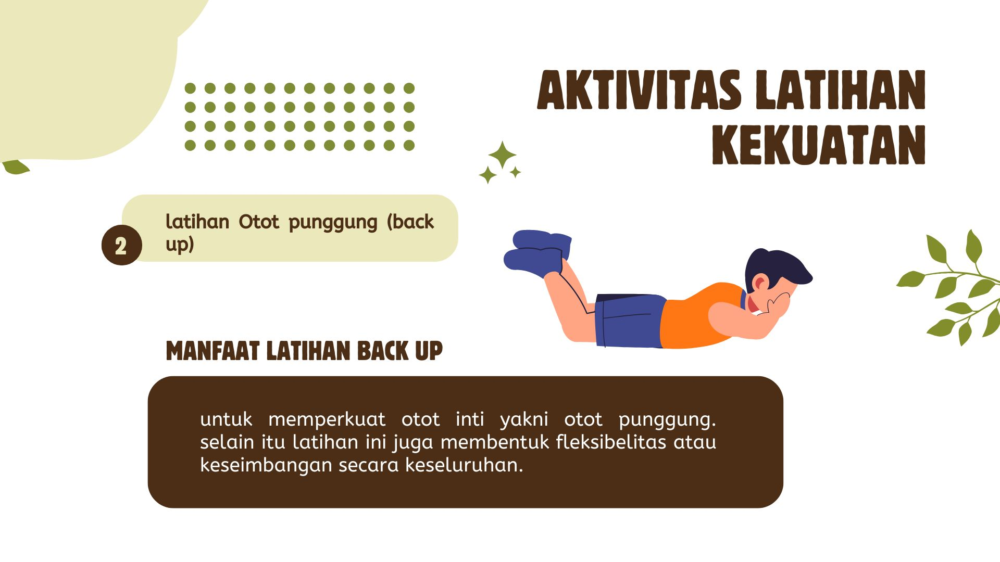 AKTIVITAS LATIHAN
KEKUATAN
latihan Otot punggung (back
up)
2
MANFAAT LATIHAN BACK UP
untuk memperkuat otot inti yakni otot punggung.
selain itu latihan ini juga membentuk fleksibelitas atau
keseimbangan secara keseluruhan.